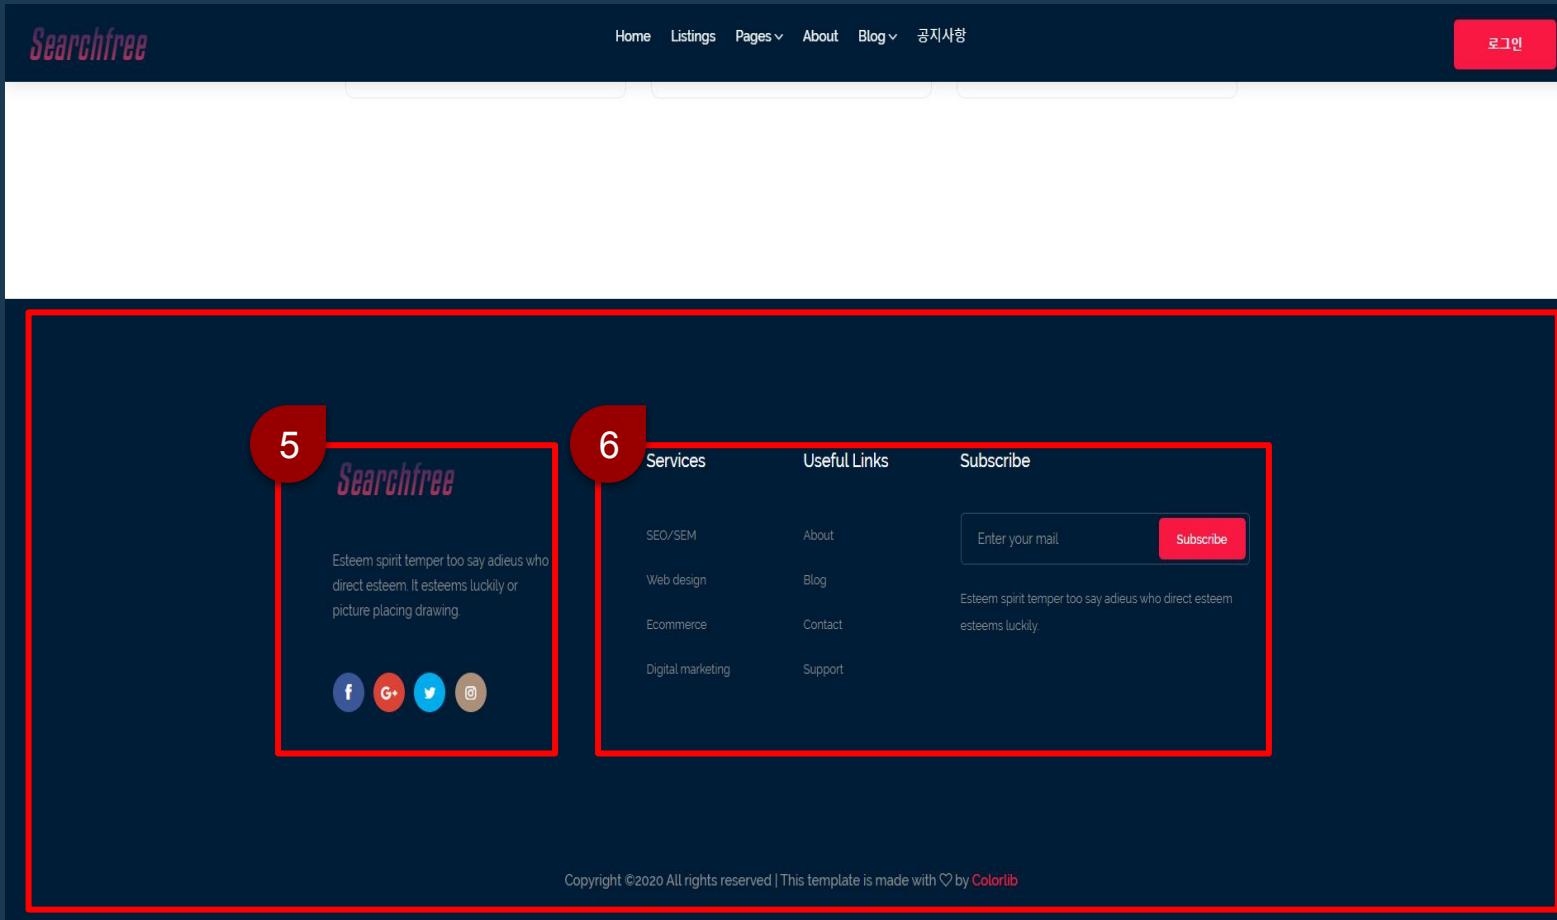 Searchfree
Home Listings Pages About Blog 공지사항
로그인
5
Searchfree
Esteem spirit temper too say adieus who
direct esteem. It esteems luckily or
picture placing drawing.
f G+
6
Services
SEO/SEM
Web design
Ecommerce
Digital marketing
Useful Links
About
Blog
Contact
Support
Subscribe
Enter your mail
Subscribe
Esteem spirit temper too say adieus who direct esteem
esteems luckily.
Copyright ©2020 All rights reserved | This template is made with ♡ by Colorlib